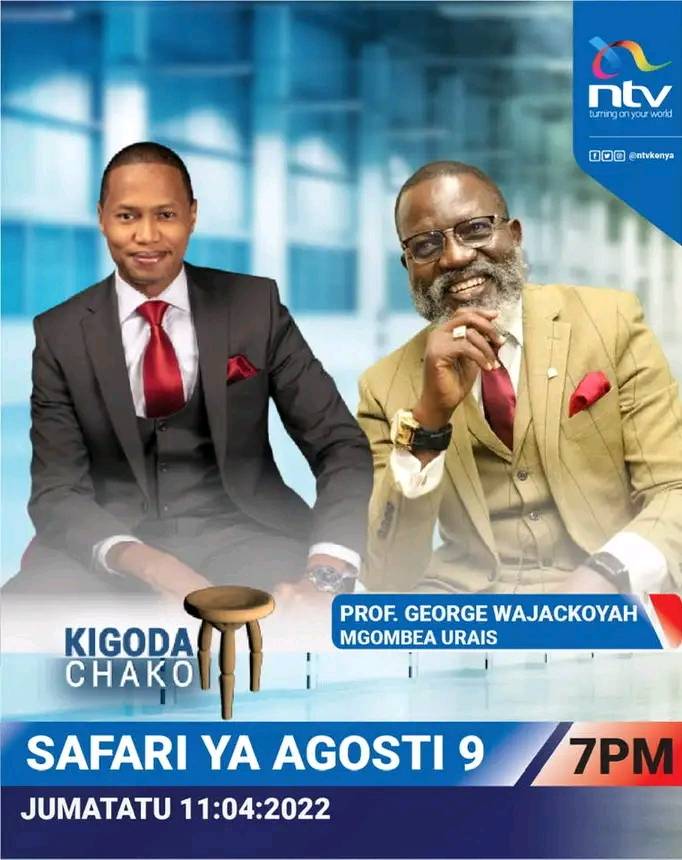 ntv
turning on your world
@ntvkenya
PROF. GEORGE WAJACKOYAH
MGOMBEA URAIS
KIGODA
CHAKO
SAFARI YA AGOSTI 9
7PM
JUMATATU 11:04:2022